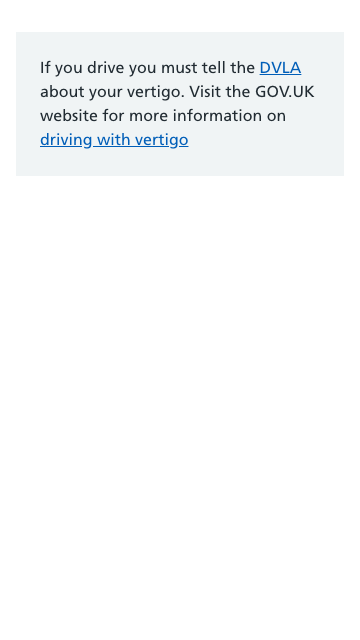 If you drive you must tell the DVLA
about your vertigo. Visit the GOV.UK
website for more information on
driving with vertigo